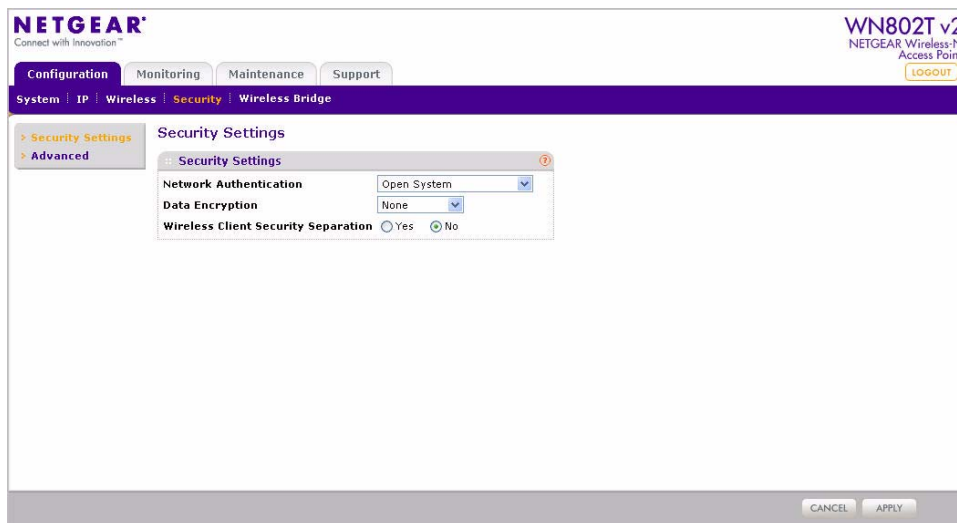 NETGEAR
Connect with Innovation™
WN802T v2
NETGEAR Wireless-N
Access Poin
LOGOUT
Configuration Monitoring Maintenance Support
System IP Wireless Security Wireless Bridge
> Security Settings
> Advanced
Security Settings
Security Settings ?
Network Authentication Open System
Data Encryption None
Wireless Client Security Separation Yes No
CANCEL APPLY